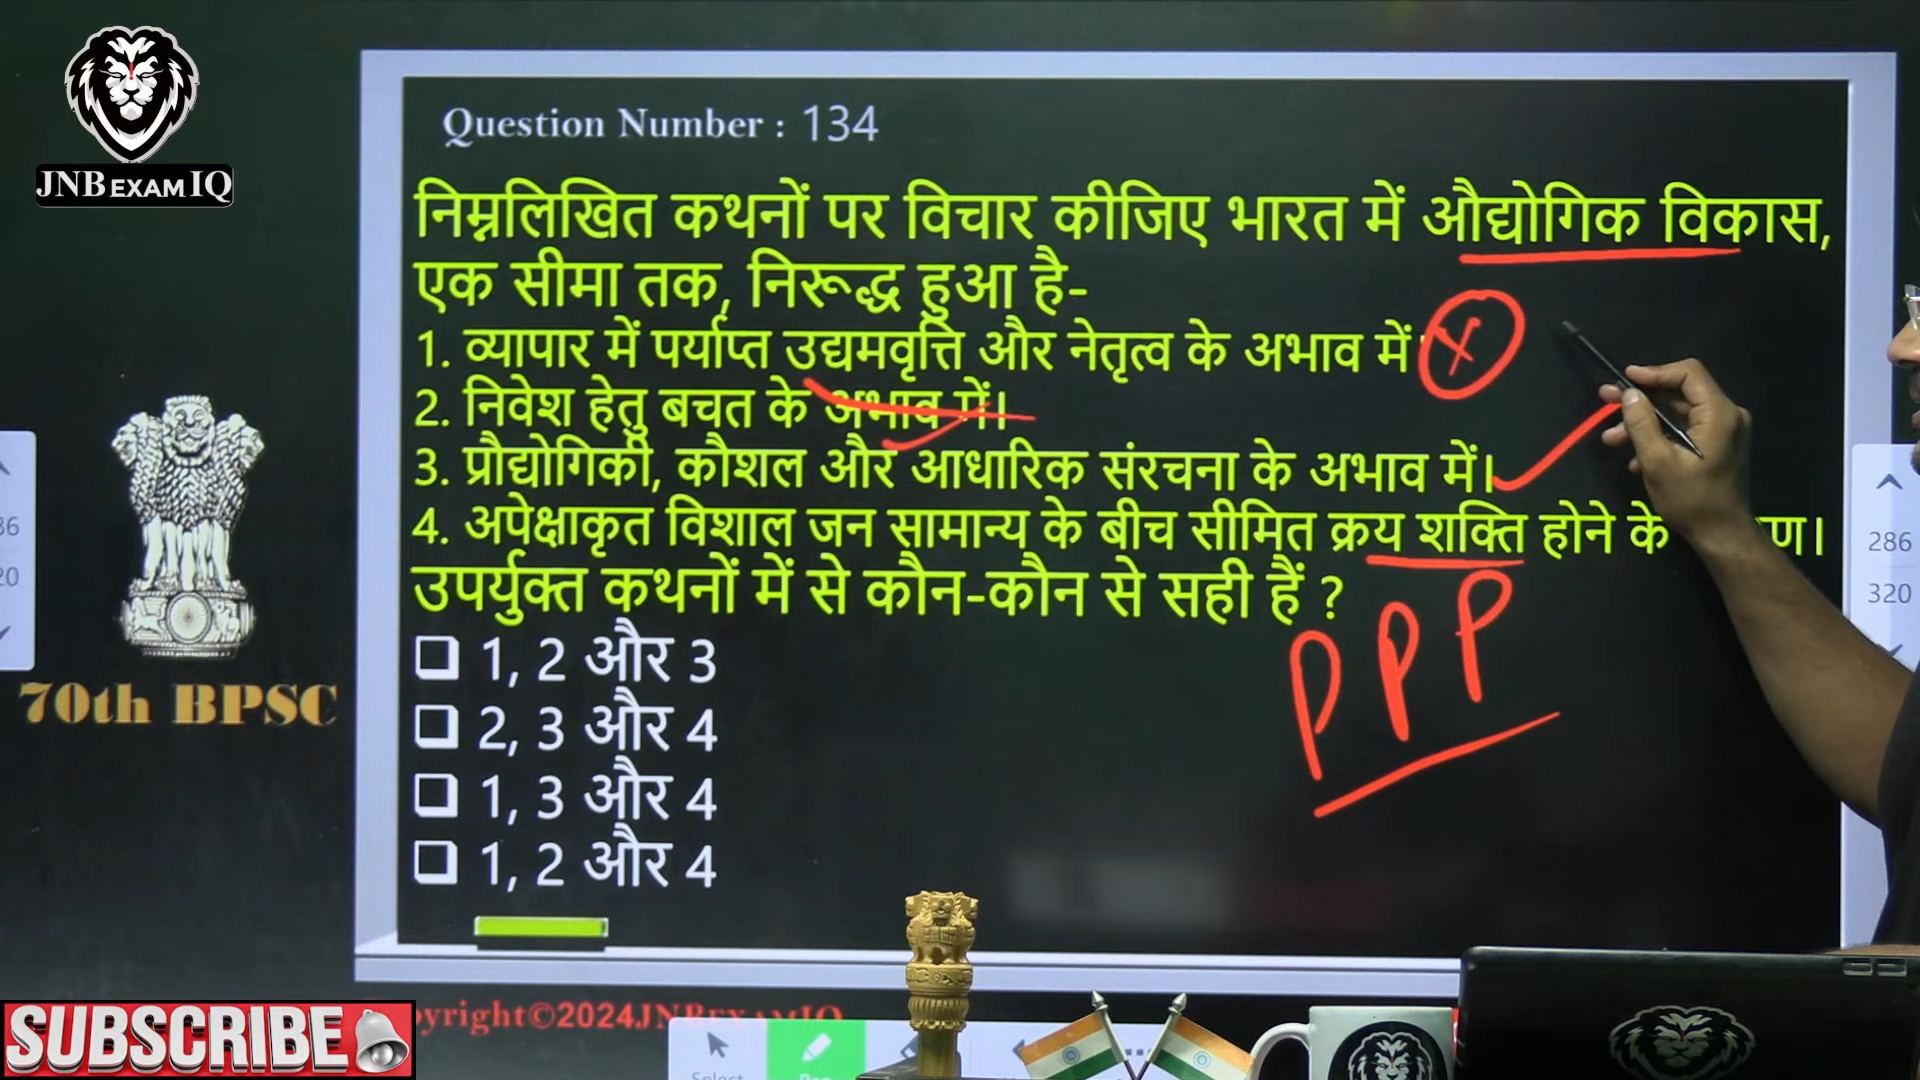 JNB EXAM IQ
Question Number : 134
निम्नलिखित कथनों पर विचार कीजिए भारत में औद्योगिक विकास,
एक सीमा तक, निरूद्ध हुआ है-
1. व्यापार में पर्याप्त उद्यमवृत्ति और नेतृत्व के अभाव में
2. निवेश हेतु बचत के अभाव में।
3. प्रौद्योगिकी, कौशल और आधारिक संरचना के अभाव में।
4. अपेक्षाकृत विशाल जन सामान्य के बीच सीमित क्रय शक्ति होने के
उपर्युक्त कथनों में से कौन-कौन से सही हैं ?
PPP
1, 2 और 3
2, 3 और 4
1, 3 और 4
1, 2 और 4
70th BPSC
286
320
SUBSCRIBE
©2024JNBEXAMIQ
Select
Pen